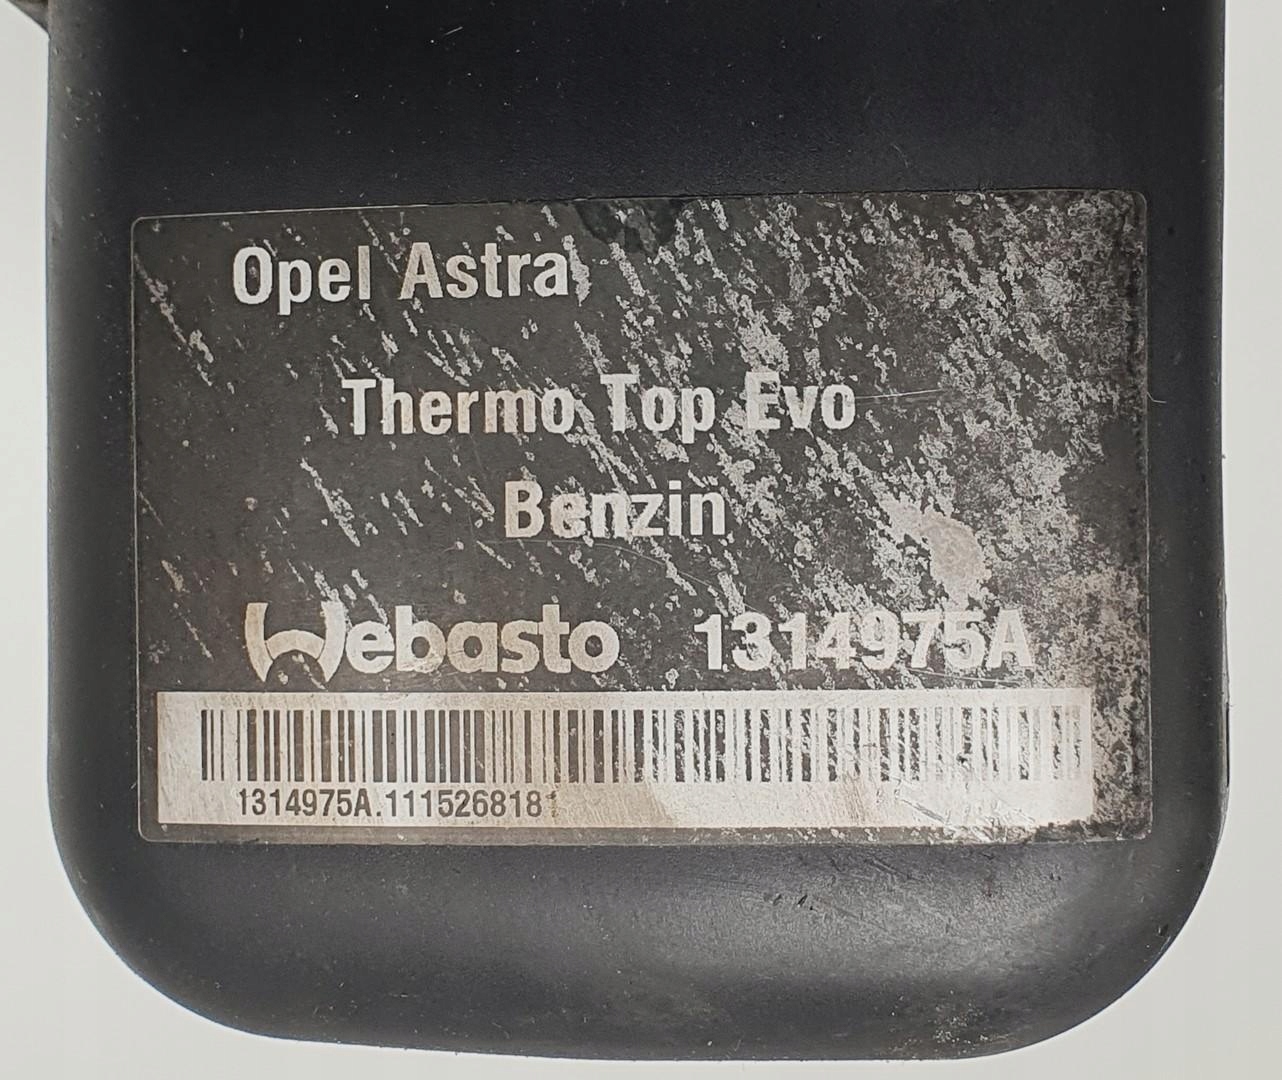 Opel Astra
Thermo Top Evo
Benzin
Webasto 1314975A
1314975A.111526818